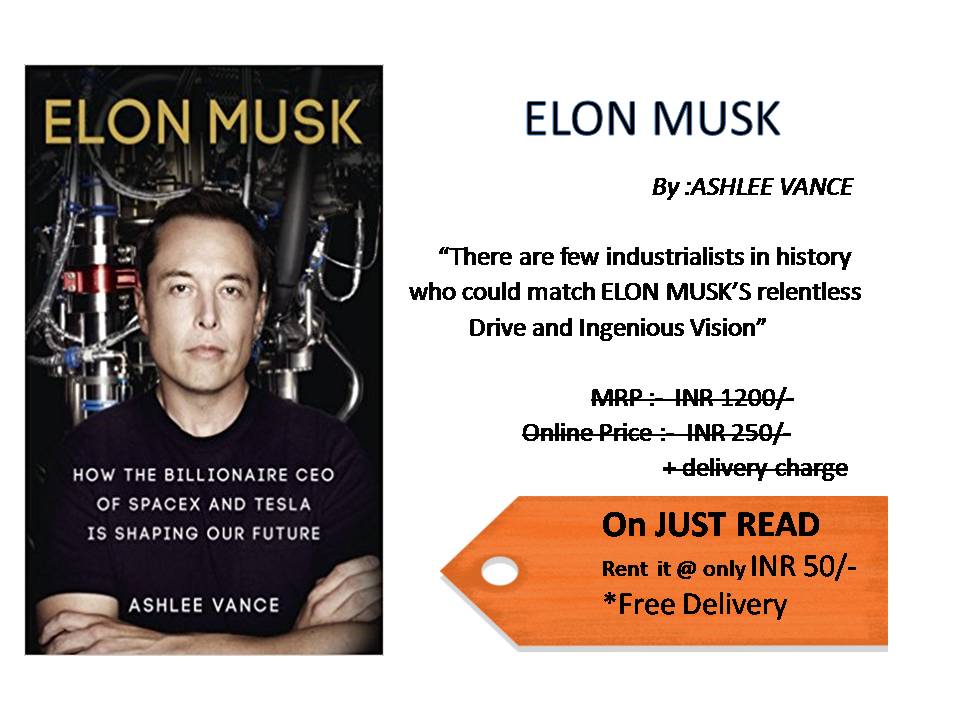 ELON MUSK
HOW THE BILLIONAIRE CEO
OF SPACEX AND TESLA
IS SHAPING OUR FUTURE
ASHLEE VANCE
ELON MUSK
By :ASHLEE VANCE
“There are few industrialists in history
who could match ELON MUSK’S relentless
Drive and Ingenious Vision”
MRP :- INR 1200/-
Online Price :- INR 250/-
+ delivery charge
On JUST READ
Rent it @ only INR 50/-
*Free Delivery